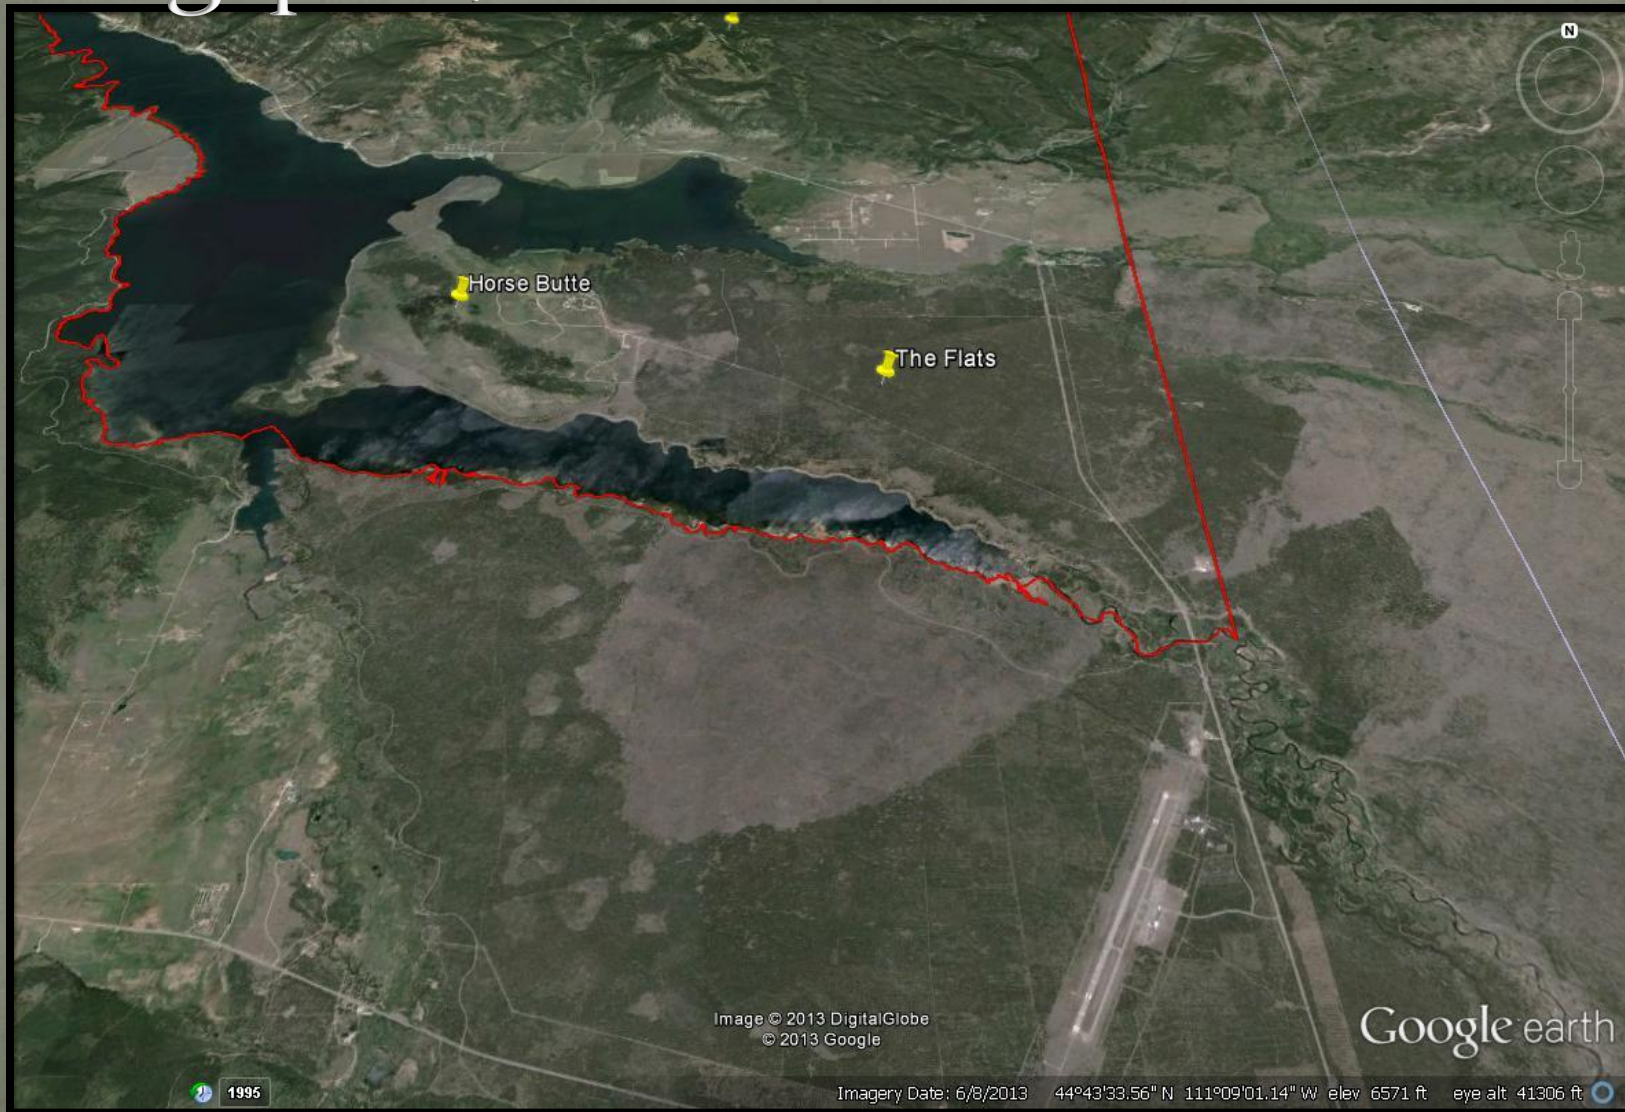 N
Horse Butte
The Flats
Image © 2013 DigitalGlobe
© 2013 Google
Google earth
1995
Imagery Date: 6/8/2013 44°43'33.56" N 111°09'01.14" W elev 6571 ft eye alt 41306 ft